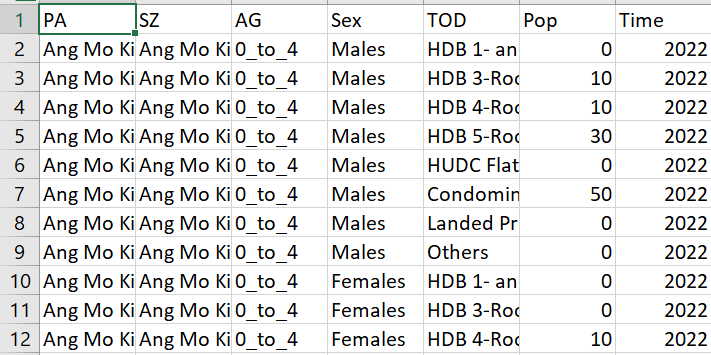 1 PA SZ AG Sex TOD Pop Time
2 Ang Mo Ki Ang Mo Ki 0_to_4 Males HDB 1- an 0 2022
3 Ang Mo Ki Ang Mo Ki 0_to_4 Males HDB 3-Roo 10 2022
4 Ang Mo Ki Ang Mo Ki 0_to_4 Males HDB 4-Roo 10 2022
5 Ang Mo Ki Ang Mo Ki 0_to_4 Males HDB 5-Roo 30 2022
6 Ang Mo Ki Ang Mo Ki 0_to_4 Males HUDC Flat 0 2022
7 Ang Mo Ki Ang Mo Ki 0_to_4 Males Condomin 50 2022
8 Ang Mo Ki Ang Mo Ki 0_to_4 Males Landed Pr 0 2022
9 Ang Mo Ki Ang Mo Ki 0_to_4 Males Others 0 2022
10 Ang Mo Ki Ang Mo Ki 0_to_4 Females HDB 1- an 0 2022
11 Ang Mo Ki Ang Mo Ki 0_to_4 Females HDB 3-Roo 0 2022
12 Ang Mo Ki Ang Mo Ki 0_to_4 Females HDB 4-Roo 10 2022